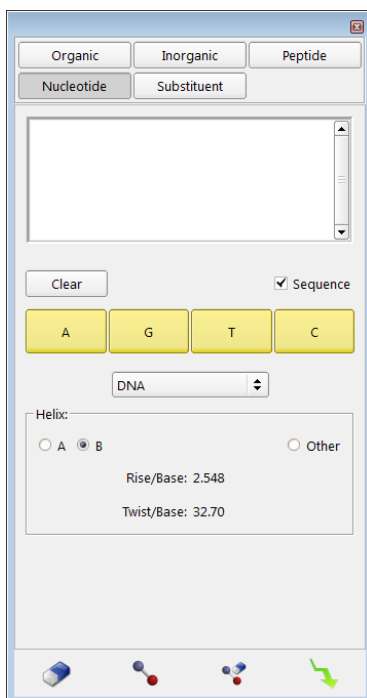 Organic Inorganic Peptide
Nucleotide Substituent
Clear Sequence
A G T C
DNA
Helix:
A B Other
Rise/Base: 2.548
Twist/Base: 32.70